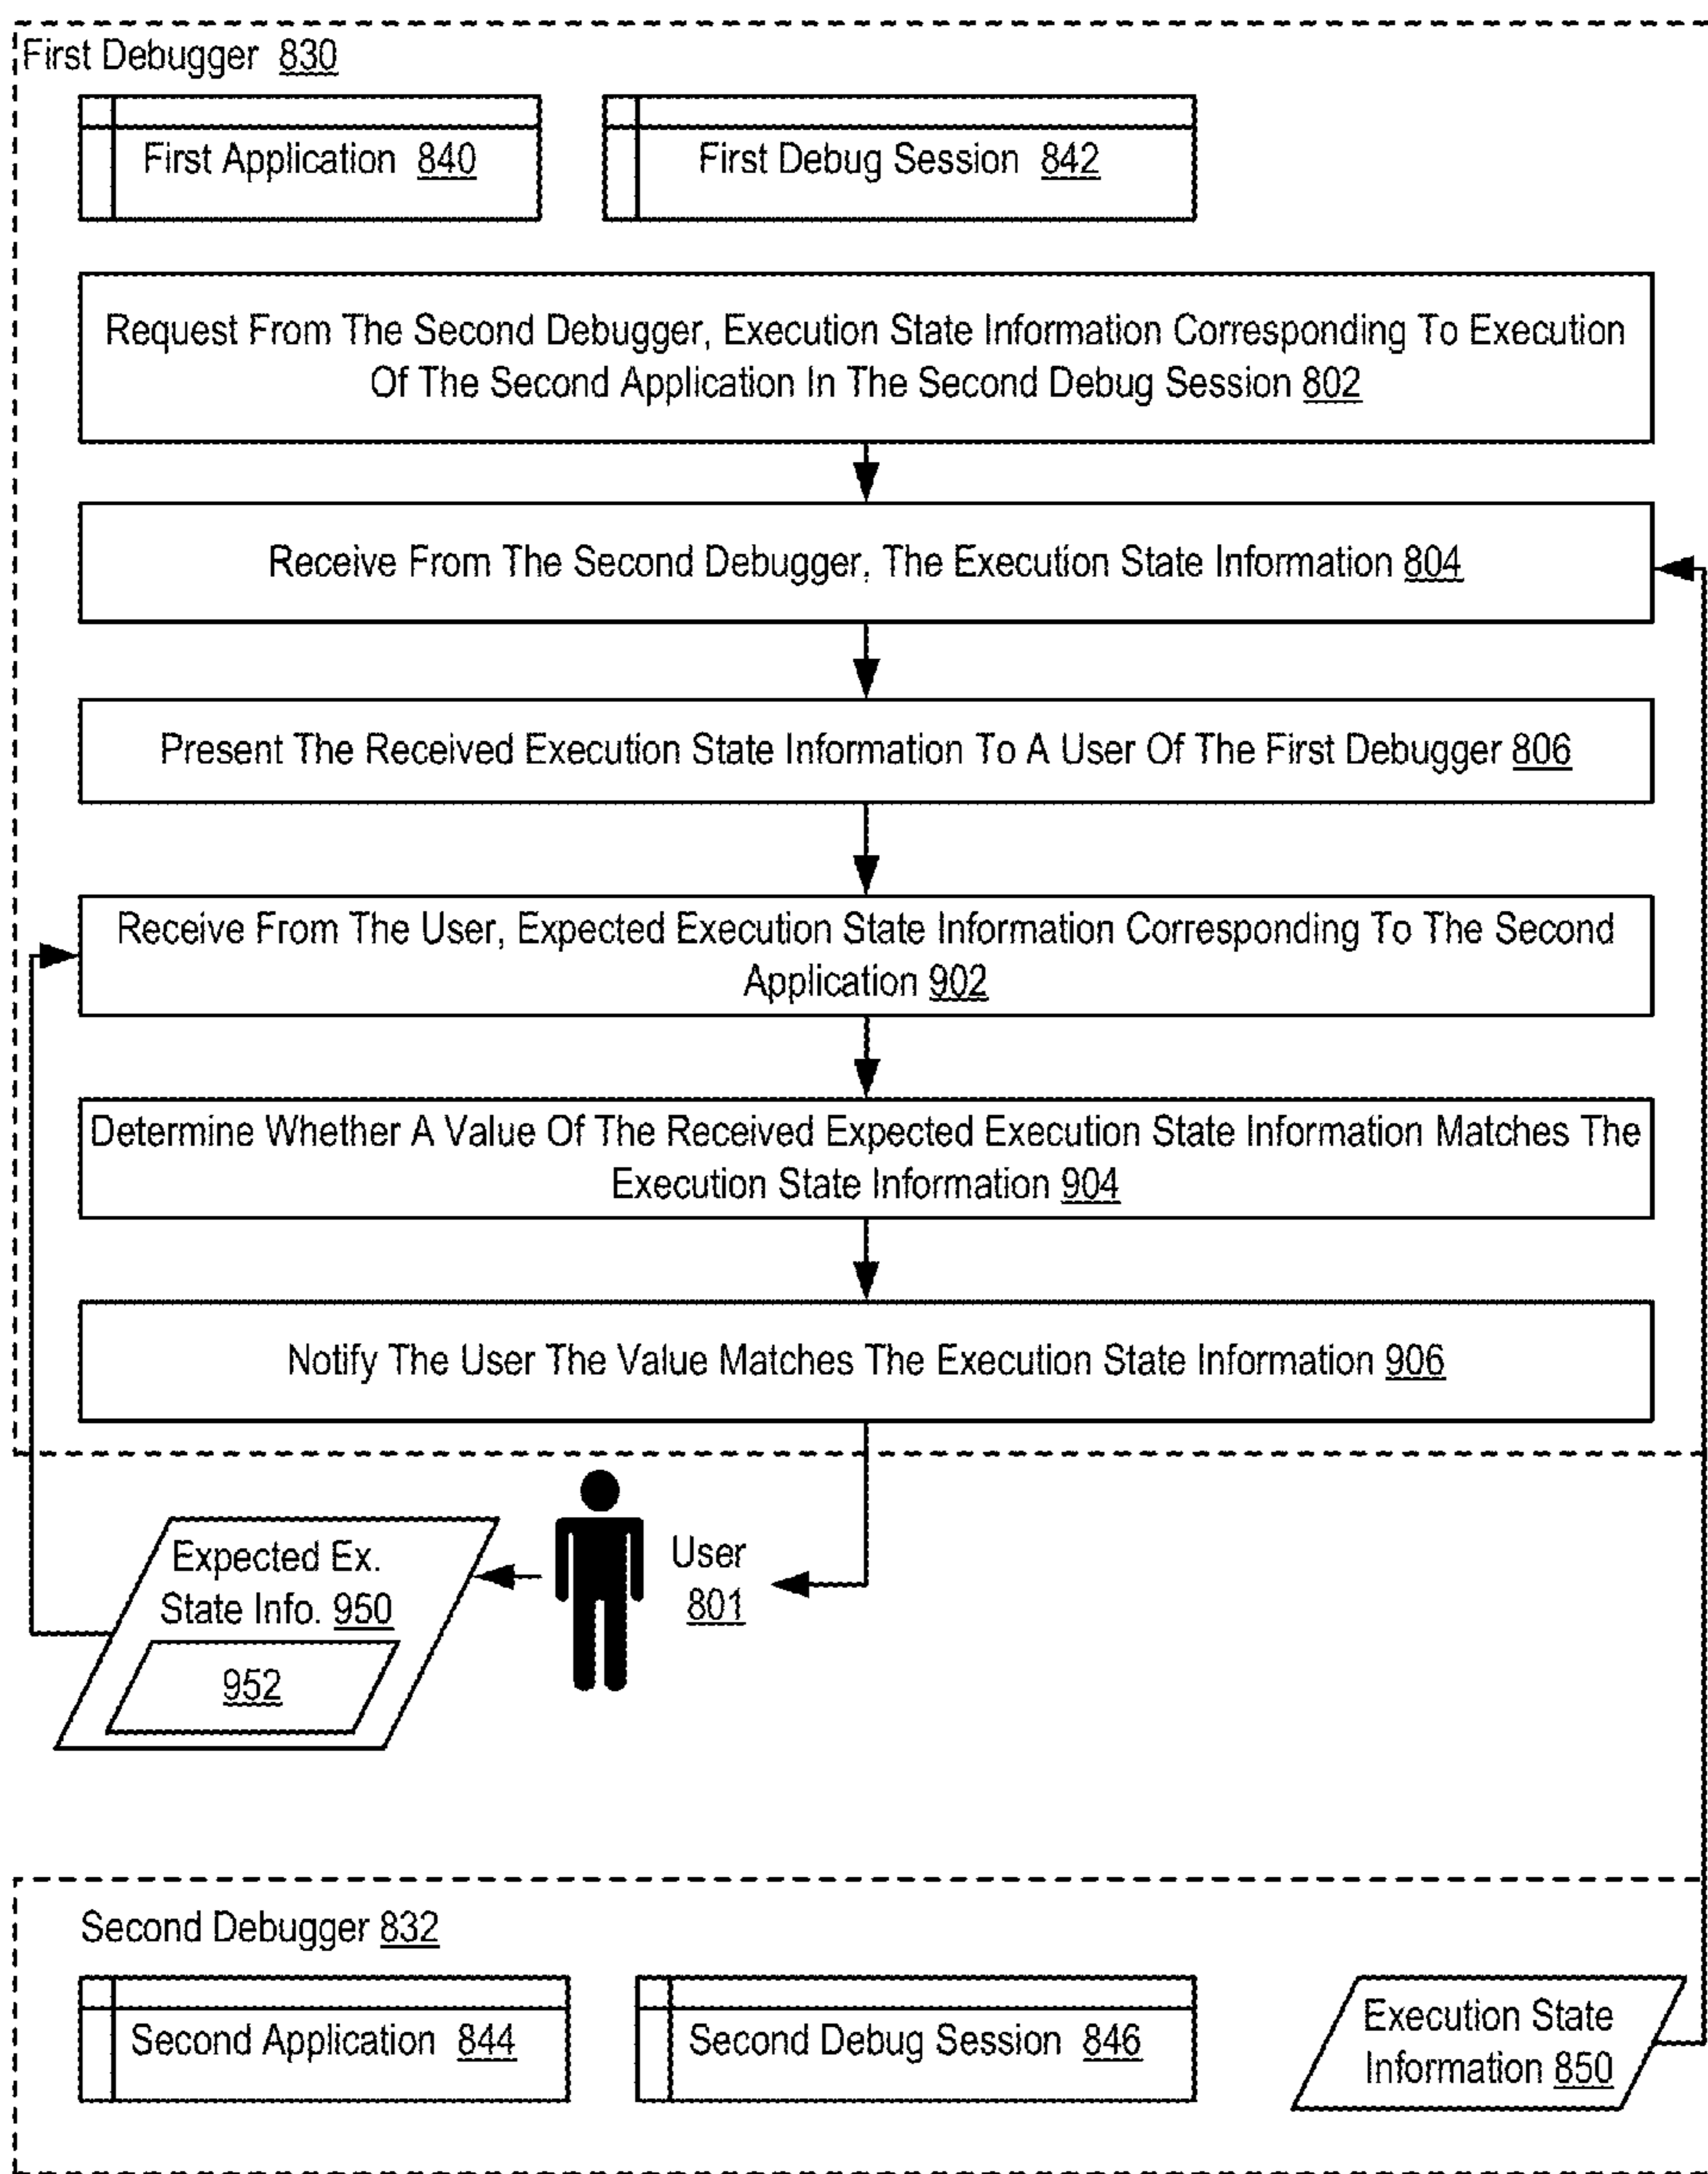 First Debugger 830
First Application 840
First Debug Session 842
Request From The Second Debugger, Execution State Information Corresponding To Execution
Of The Second Application In The Second Debug Session 802
Receive From The Second Debugger, The Execution State Information 804
Present The Received Execution State Information To A User Of The First Debugger 806
Receive From The User, Expected Execution State Information Corresponding To The Second
Application 902
Determine Whether A Value Of The Received Expected Execution State Information Matches The
Execution State Information 904
Notify The User The Value Matches The Execution State Information 906
Expected Ex.
State Info. 950
952
User
801
Second Debugger 832
Second Application 844
Second Debug Session 846
Execution State
Information 850